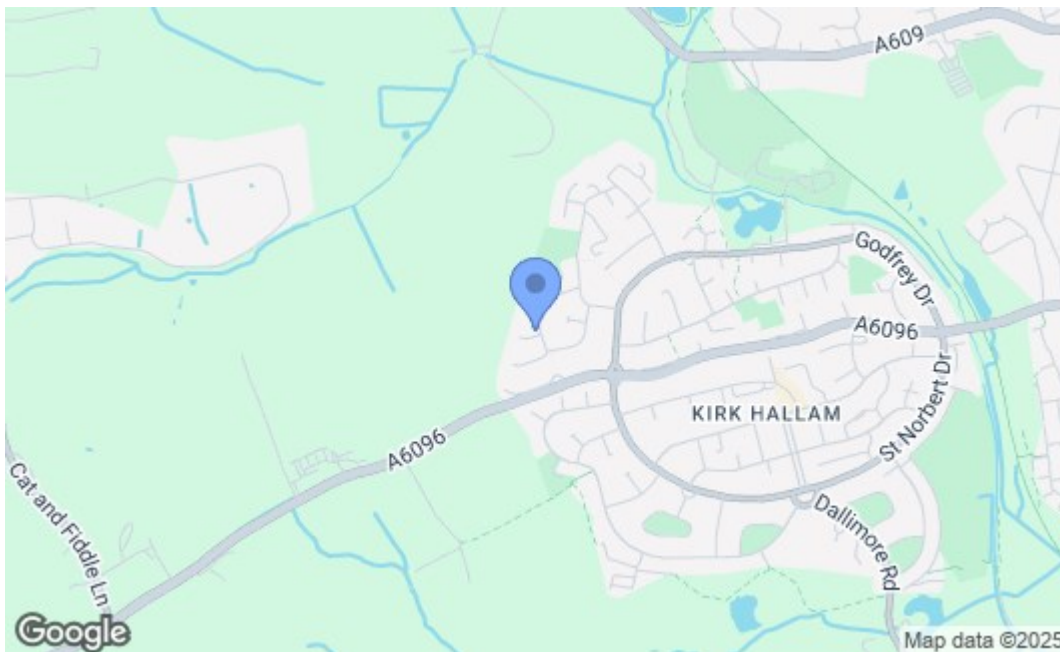 A609
Godfrey Dr
A6096
KIRK HALLAM
St Norbert Dr
A6096
Cat and Fiddle Ln
Dallimore Rd
Google
Map data ©2025